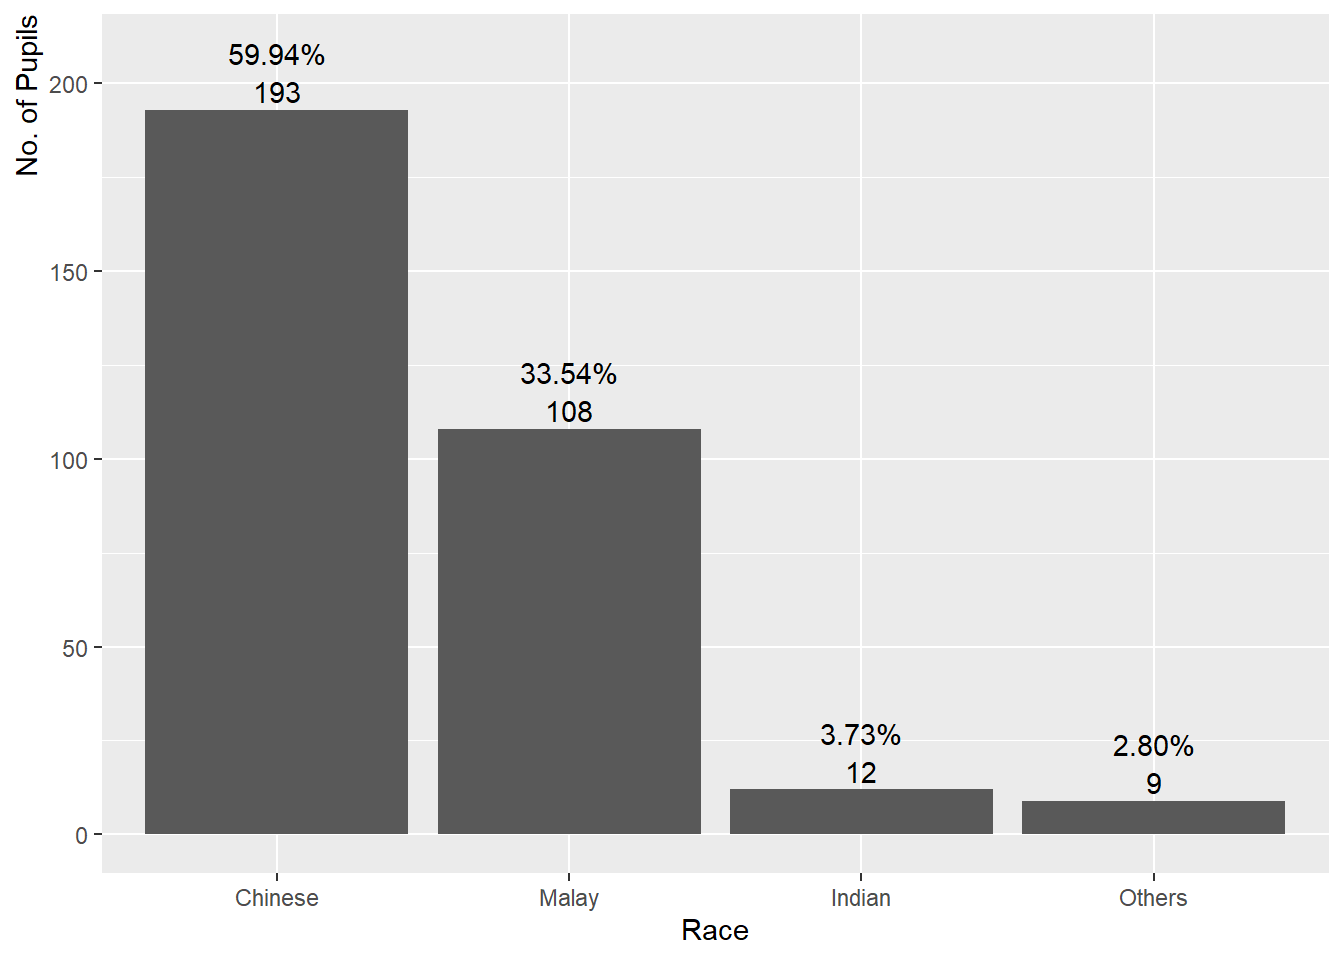 No. of Pupils
200
150
100
50
0
59.94%
193
33.54%
108
3.73%
12
2.80%
9
Chinese
Malay
Indian
Others
Race